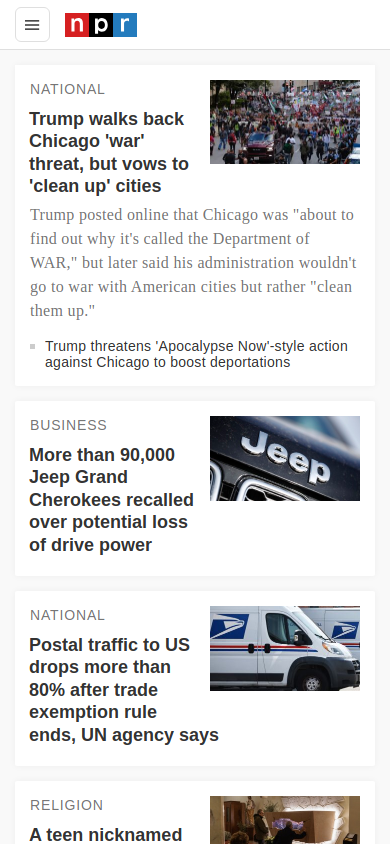 npr
NATIONAL
Trump walks back
Chicago 'war'
threat, but vows to
'clean up' cities
Trump posted online that Chicago was "about to
find out why it's called the Department of
WAR," but later said his administration wouldn't
go to war with American cities but rather "clean
them up."
Trump threatens 'Apocalypse Now'-style action
against Chicago to boost deportations
BUSINESS
More than 90,000
Jeep Grand
Cherokees recalled
over potential loss
of drive power
Jeep
NATIONAL
Postal traffic to US
drops more than
80% after trade
exemption rule
ends, UN agency says
RELIGION
A teen nicknamed